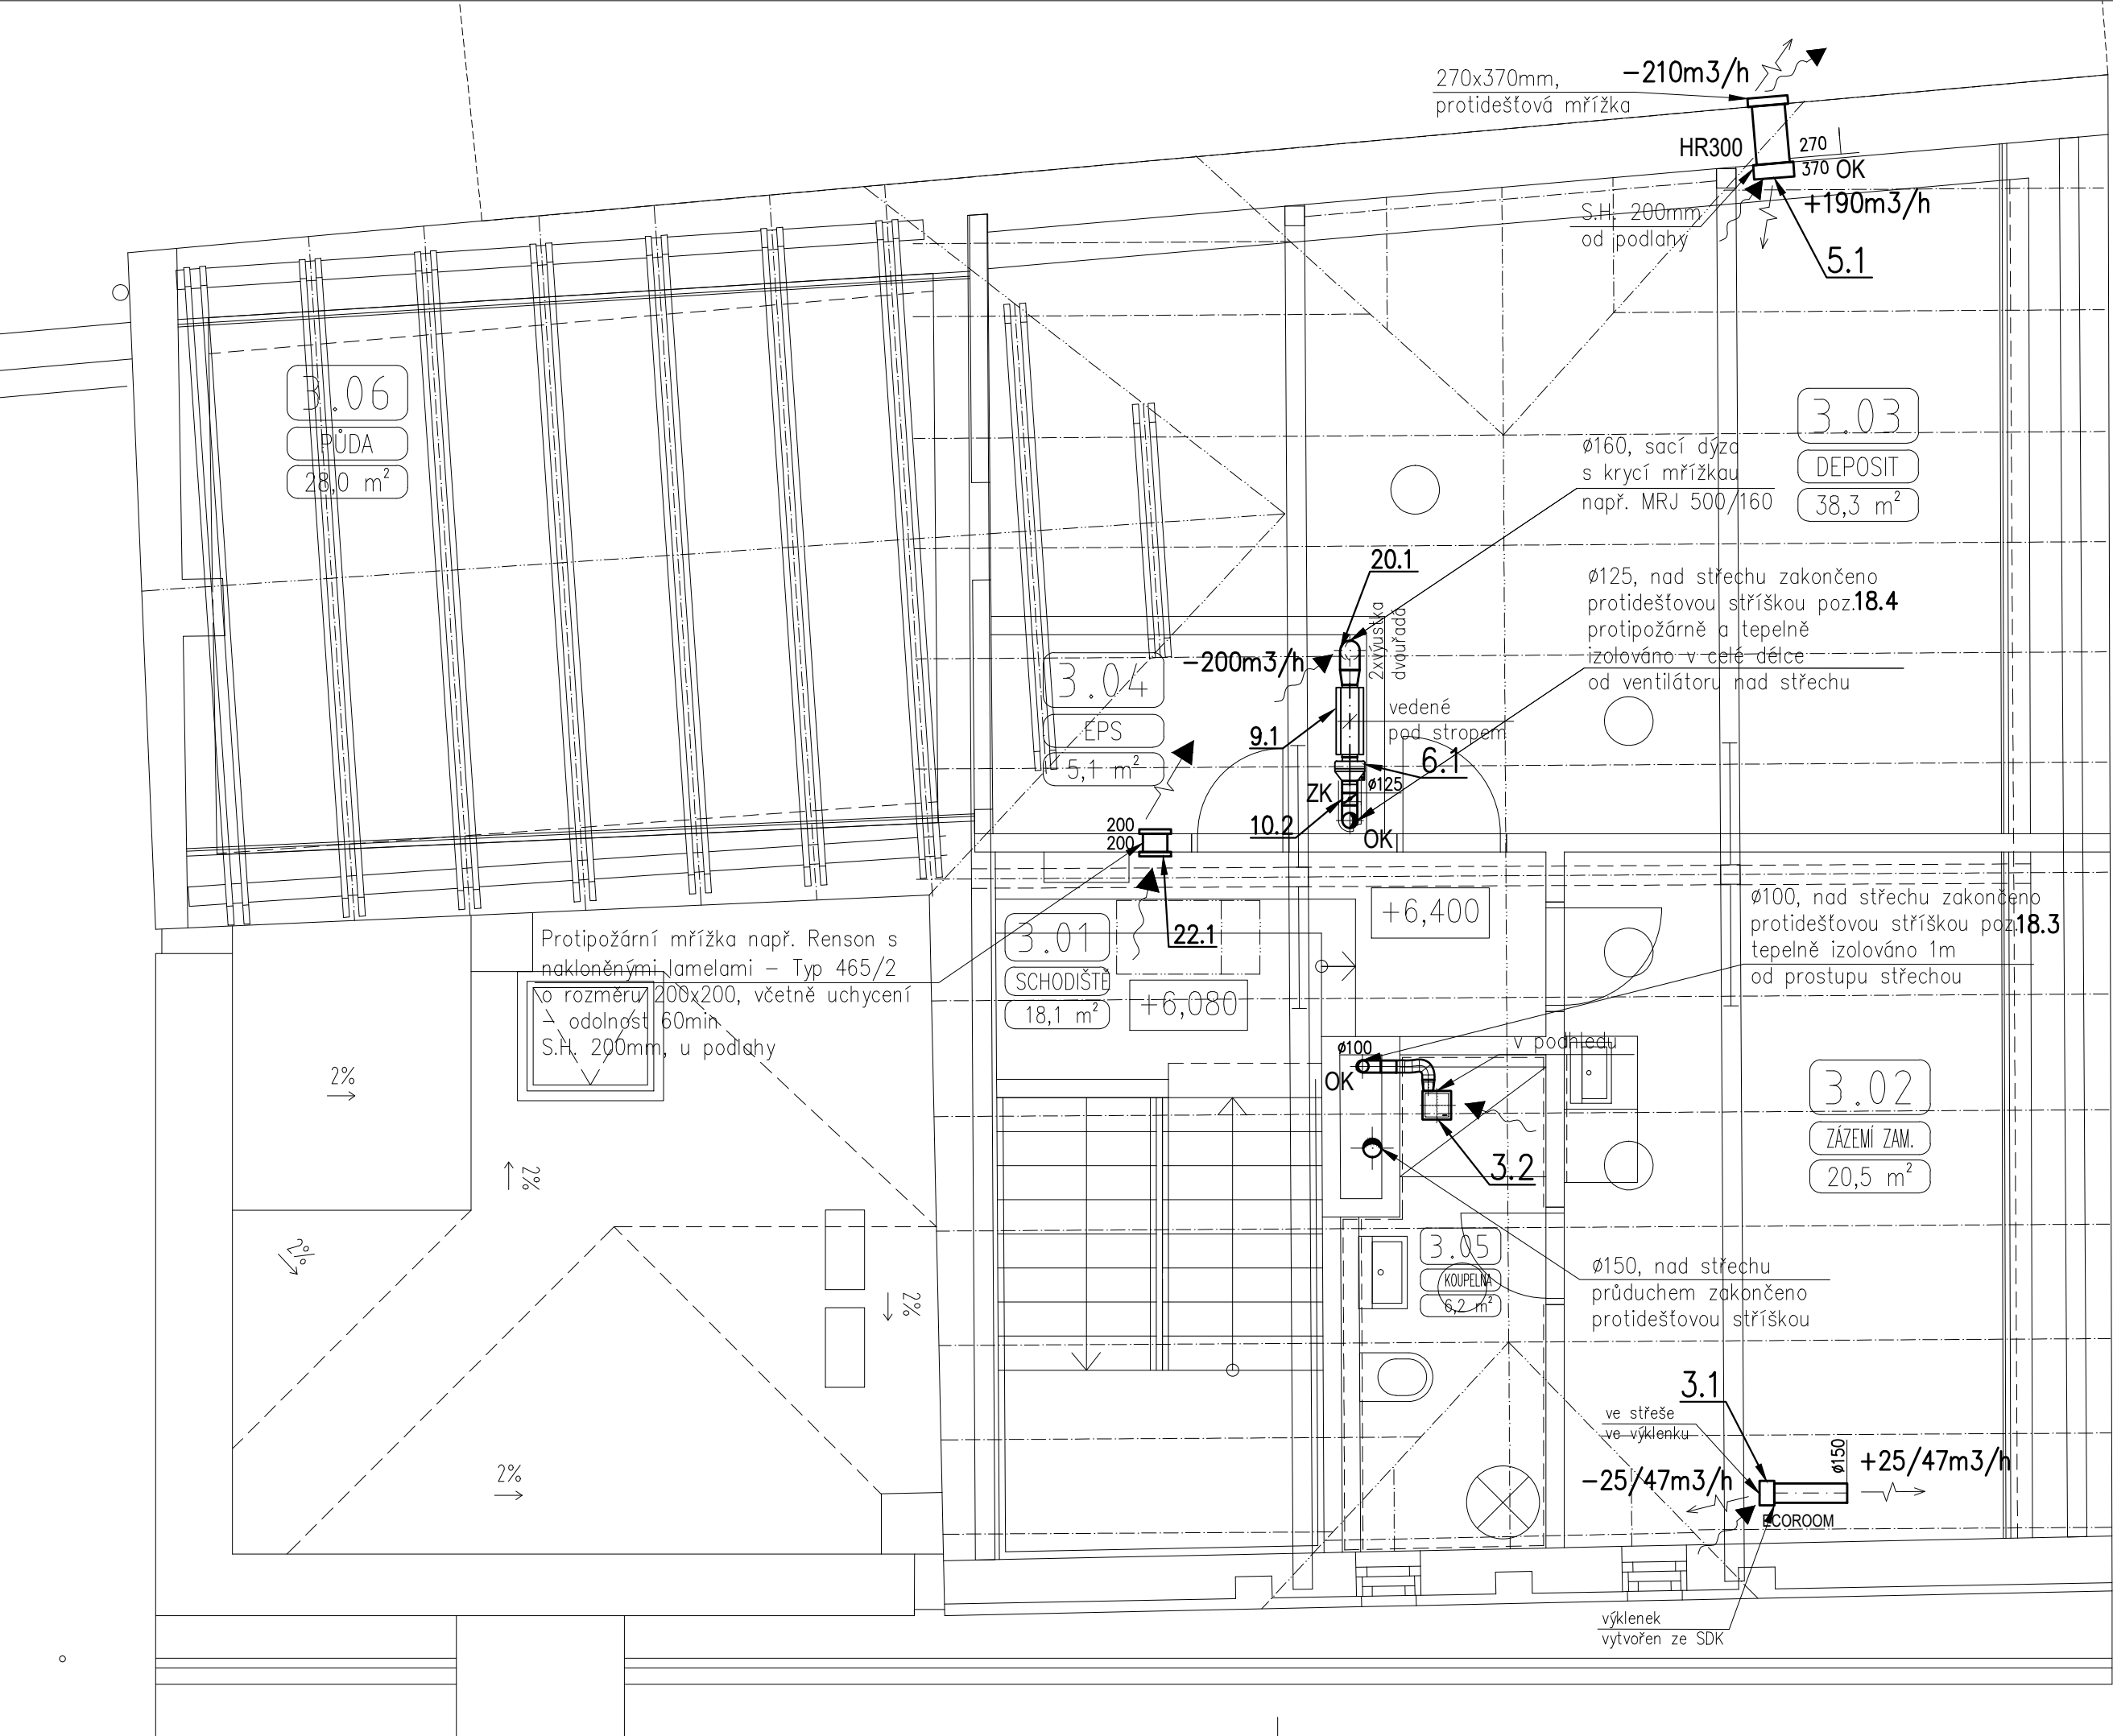 270x370mm,
protidešťová mřížka
-210m3/h
HR300
270
370 OK
S.H. 200mm
od podlahy
+190m3/h
5.1
3.06
PŮDA
28,0 m²
3.03
DEPOSIT
38,3 m²
ø160, sací dýza
s krycí mřížkau
např. MRJ 500/160
20.1
ø125, nad střechu zakončeno
protidešťovou stříškou poz.18.4
protipožárně a tepelně
izolováno v celé délce
od ventilátoru nad střechu
2xvýustka
dvouřadá
-200m3/h
3.04
EPS
5,1 m²
vedené
pod stropem
9.1
6.1
ZK
ø125
10.2
OK
200
200
22.1
Protipožární mřížka např. Renson s
nakloněnými lamelami – Typ 465/2
o rozměru 200x200, včetně uchycení
– odolnost 60min
S.H. 200mm, u podlahy
3.01
SCHODIŠTĚ
18,1 m²
+6,400
+6,080
ø100, nad střechu zakončeno
protidešťovou stříškou poz.18.3
tepelně izolováno 1m
od prostupu střechou
ø100
OK
v podhledu
3.2
3.02
ZÁZEMÍ ZAM.
20,5 m²
2%
2%
2%
2%
2%
3.05
KOUPELNA
6,2 m²
ø150, nad střechu
průduchem zakončeno
protidešťovou stříškou
3.1
ve střeše
ve výklenku
ø150
-25/47m3/h
+25/47m3/h
ECOROOM
výklenek
vytvořen ze SDK